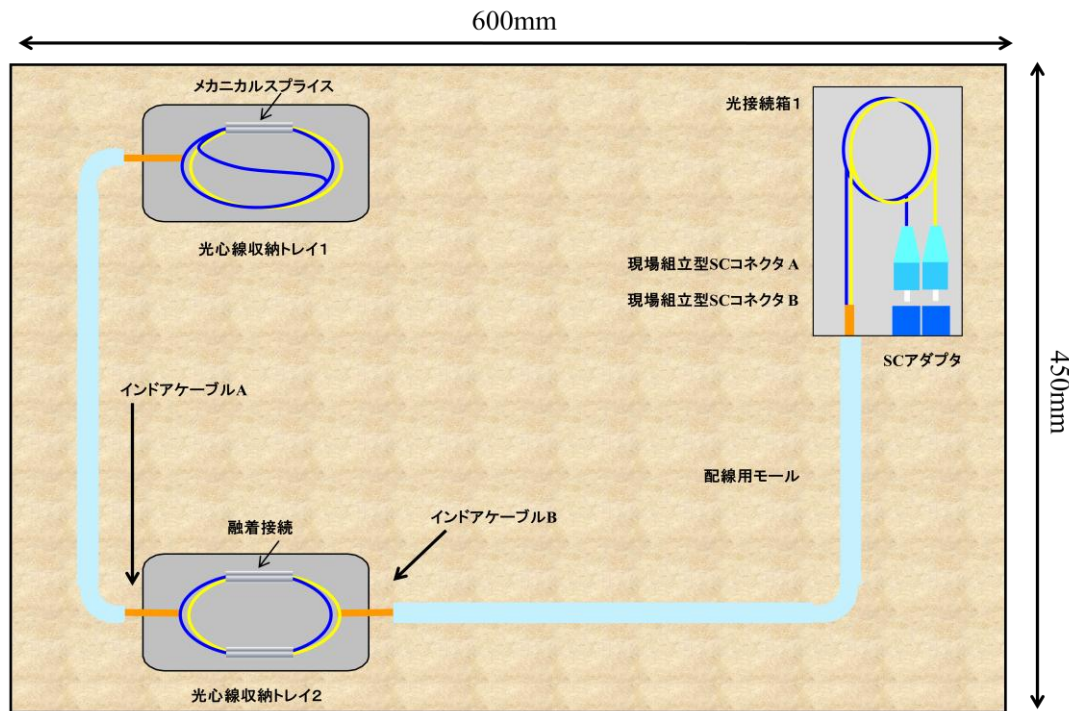 600mm
メカニカルスプライス
光接続箱1
光心線収納トレイ1
現場組立型SCコネクタ A
現場組立型SCコネクタ B
SCアダプタ
450mm
インドアケーブルA
配線用モール
インドアケーブルB
融着接続
光心線収納トレイ2